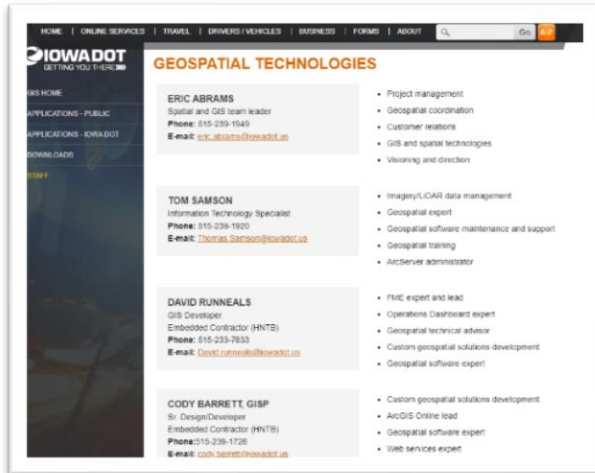 HOME | ONLINE SERVICES | TRAVEL | DRIVERS / VEHICLES | BUSINESS | FORMS | ABOUT Go A-Z
IOWADOT
GETTING YOU THERE
GEOSPATIAL TECHNOLOGIES
GIS HOME
APPLICATIONS - PUBLIC
APPLICATIONS - IOWA DOT
DOWNLOADS
STAFF
ERIC ABRAMS
Spatial and GIS team leader
Phone: 515-239-1949
E-mail: eric.abrams@iowadot.us
• Project management
• Geospatial coordination
• Customer relations
• GIS and spatial technologies
• Visioning and direction
TOM SAMSON
Information Technology Specialist
Phone: 515-239-1920
E-mail: Thomas.Samson@iowadot.us
• Imagery/LiDAR data management
• Geospatial expert
• Geospatial software maintenance and support
• Geospatial training
• ArcServer administrator
DAVID RUNNEALS
GIS Developer
Embedded Contractor (HNTB)
Phone: 515-233-7833
E-mail: David.runneals@iowadot.us
• FME expert and lead
• Operations Dashboard expert
• Geospatial technical advisor
• Custom geospatial solutions development
• Geospatial software expert
CODY BARRETT, GISP
Sr. Design/Developer
Embedded Contractor (HNTB)
Phone:515-239-1728
E-mail: cody.barrett@iowadot.us
• Custom geospatial solutions development
• ArcGIS Online lead
• Geospatial software expert
• Web services expert